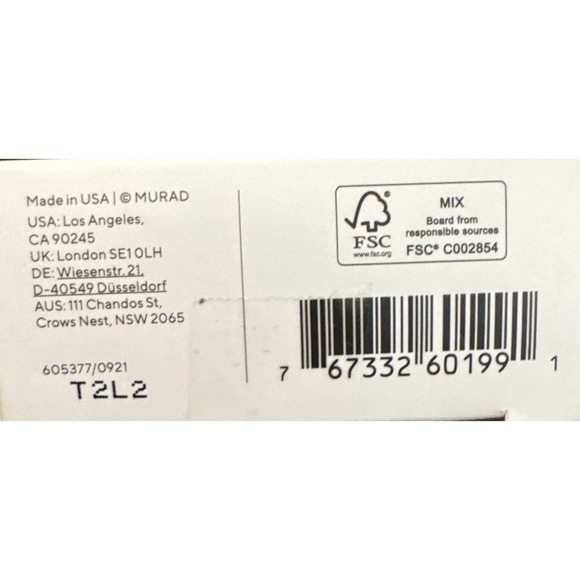 Made in USA | © MURAD
USA: Los Angeles,
CA 90245
UK: London SE1 0LH
DE: Wiesenstr. 21,
D-40549 Düsseldorf
AUS: 111 Chandos St,
Crows Nest, NSW 2065
605377/0921
T2L2
FSC
www.fsc.org
MIX
Board from
responsible sources
FSC® C002854
7 67332 60199 1